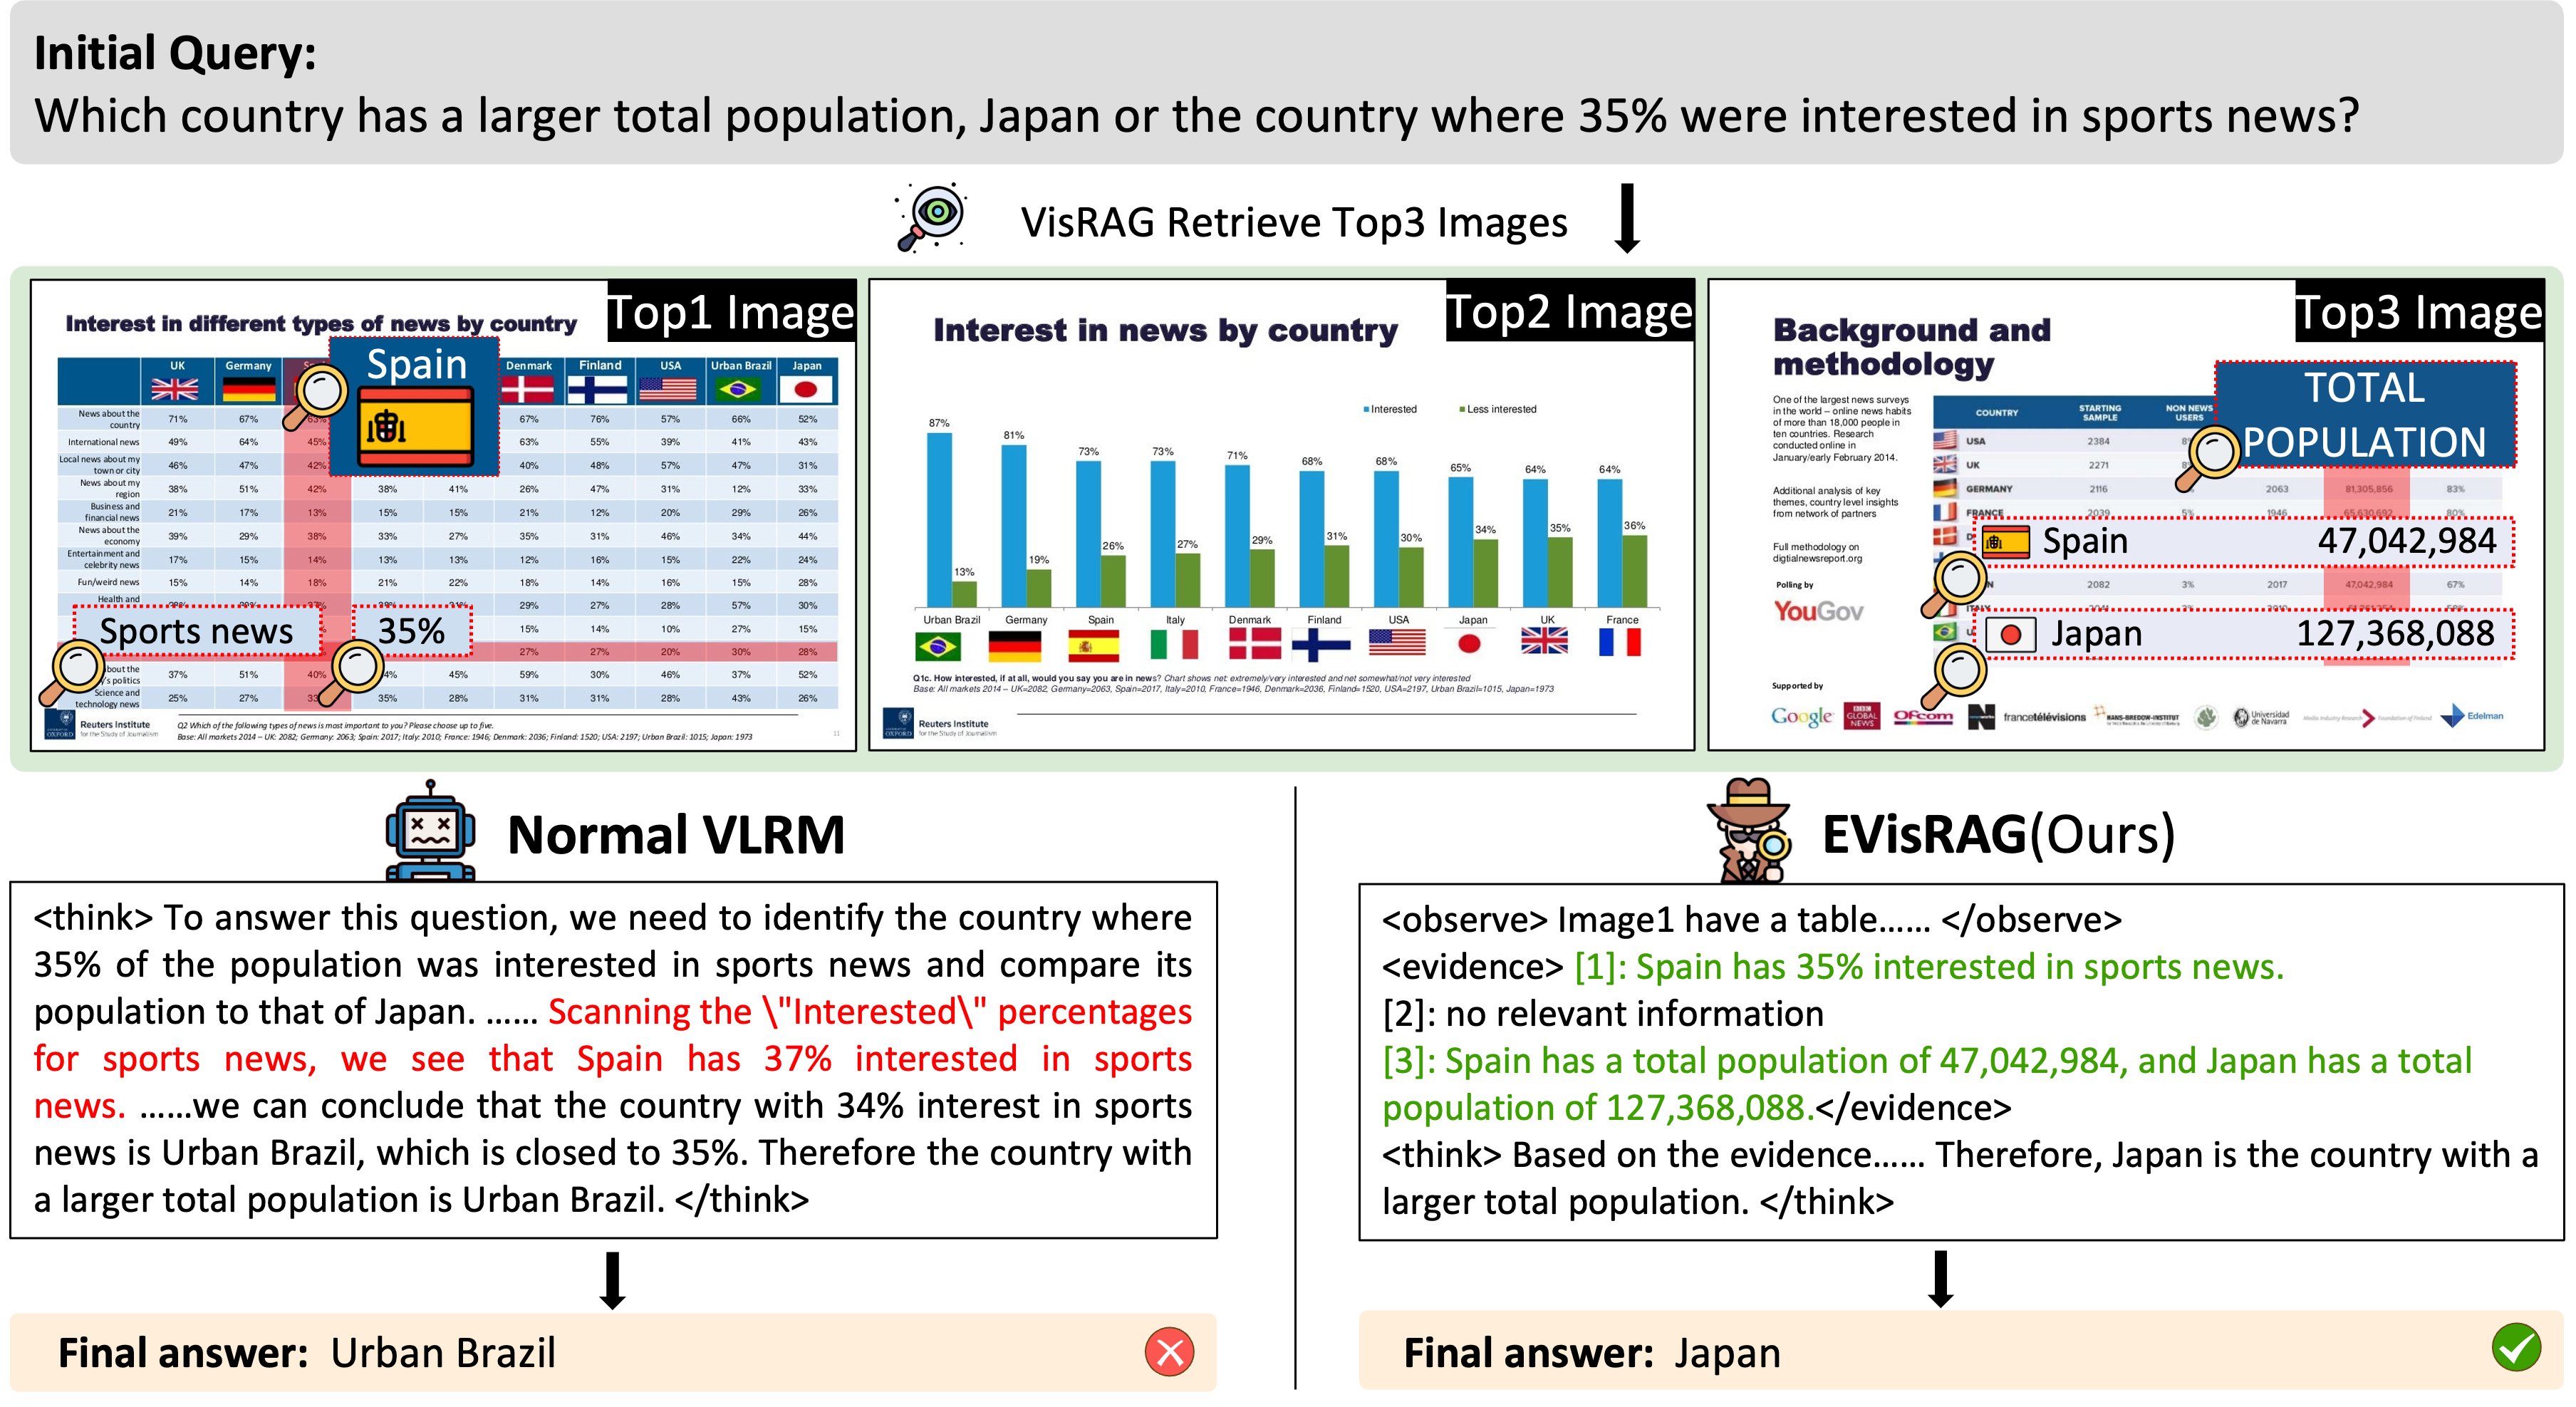 Initial Query:
Which country has a larger total population, Japan or the country where 35% were interested in sports news?
VisRAG Retrieve Top3 Images
Top1 Image
Interest in different types of news by country
UK Germany Spain Denmark Finland USA Urban Brazil Japan
News about the country 71% 67% 63% 67% 76% 57% 66% 52%
International news 49% 64% 45% 63% 55% 39% 41% 43%
Local news about my town or city 46% 47% 42% 40% 48% 57% 47% 31%
News about my region 38% 51% 42% 38% 41% 26% 47% 31% 12% 33%
Business and financial news 21% 17% 13% 15% 15% 21% 12% 20% 29% 26%
News about the economy 39% 29% 38% 33% 27% 35% 31% 46% 34% 44%
Entertainment and celebrity news 17% 15% 14% 13% 13% 12% 16% 15% 22% 24%
Fun/weird news 15% 14% 18% 21% 22% 18% 14% 16% 15% 28%
Health and 29% 27% 28% 57% 30%
15% 14% 10% 27% 15%
Sports news 35%
27% 27% 20% 30% 28%
about the 's politics 37% 51% 40% 45% 59% 30% 46% 37% 52%
Science and technology news 25% 27% 33% 35% 28% 31% 31% 28% 43% 26%
Reuters Institute
for the Study of Journalism
UNIVERSITY OF OXFORD
Q2 Which of the following types of news is most important to you? Please choose up to five.
Base: All markets 2014 – UK: 2082; Germany: 2063; Spain: 2017; Italy: 2010; France: 1946; Denmark: 2036; Finland: 1520; USA: 2197; Urban Brazil: 1015; Japan: 1973
11
Top2 Image
Interest in news by country
Interested Less interested
87% 81% 73% 73% 71% 68% 68% 65% 64% 64%
13% 19% 26% 27% 29% 31% 30% 34% 35% 36%
Urban Brazil Germany Spain Italy Denmark Finland USA Japan UK France
Q1c. How interested, if at all, would you say you are in news? Chart shows net: extremely/very interested and net somewhat/not very interested
Base: All markets 2014 – UK=2082, Germany=2063, Spain=2017, Italy=2010, France=1946, Denmark=2036, Finland=1520, USA=2197, Urban Brazil=1015, Japan=1973
Reuters Institute
for the Study of Journalism
Top3 Image
Background and
methodology
One of the largest news surveys
in the world – online news habits
of more than 18,000 people in
ten countries. Research
conducted online in
January/early February 2014.
Additional analysis of key
themes, country level insights
from network of partners
Full methodology on
digtialnewsreport.org
Polling by
YouGov
COUNTRY STARTING SAMPLE NON NEWS USERS
TOTAL
POPULATION
USA 2384
UK 2271
GERMANY 2116 2063 81,305,856 83%
FRANCE 2039 5% 1946 65,630,692 80%
Spain 47,042,984
2082 3% 2017 47,042,984 67%
Japan 127,368,088
Supported by
Google BBC GLOBAL NEWS OFcom francetélévisions HANS-BREDOW-INSTITUT Universidad de Navarra Media Industry Research Foundation of Finland Edelman
Normal VLRM
<think> To answer this question, we need to identify the country where
35% of the population was interested in sports news and compare its
population to that of Japan. …… Scanning the \"Interested\" percentages
for sports news, we see that Spain has 37% interested in sports
news. ……we can conclude that the country with 34% interest in sports
news is Urban Brazil, which is closed to 35%. Therefore the country with
a larger total population is Urban Brazil. </think>
Final answer: Urban Brazil
EVisRAG(Ours)
<observe> Image1 have a table…… </observe>
<evidence> [1]: Spain has 35% interested in sports news.
[2]: no relevant information
[3]: Spain has a total population of 47,042,984, and Japan has a total
population of 127,368,088.</evidence>
<think> Based on the evidence…… Therefore, Japan is the country with a
larger total population. </think>
Final answer: Japan